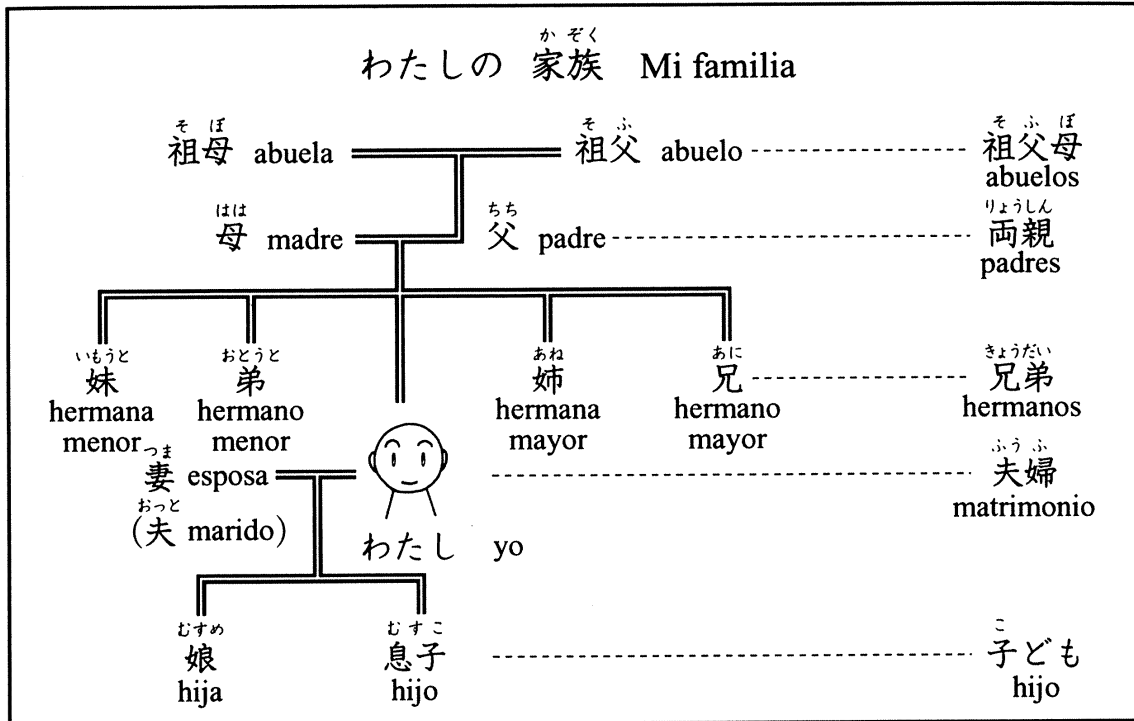 か ぞく
わたしの 家族 Mi familia
そ ぼ そ ふ そ ふ ぼ
祖母 abuela 祖父 abuelo 祖父母
abuelos
はは ちち りょうしん
母 madre 父 padre 両親
padres
いもうと おとうと あね あに きょうだい
妹 弟 姉 兄 兄弟
hermana hermano hermana hermano hermanos
menor menor mayor mayor
つま ふう ふ
妻 esposa 夫婦
おっと matrimonio
(夫 marido)
わたし yo
むすめ むすこ こ
娘 息子 子ども
hija hijo hijo